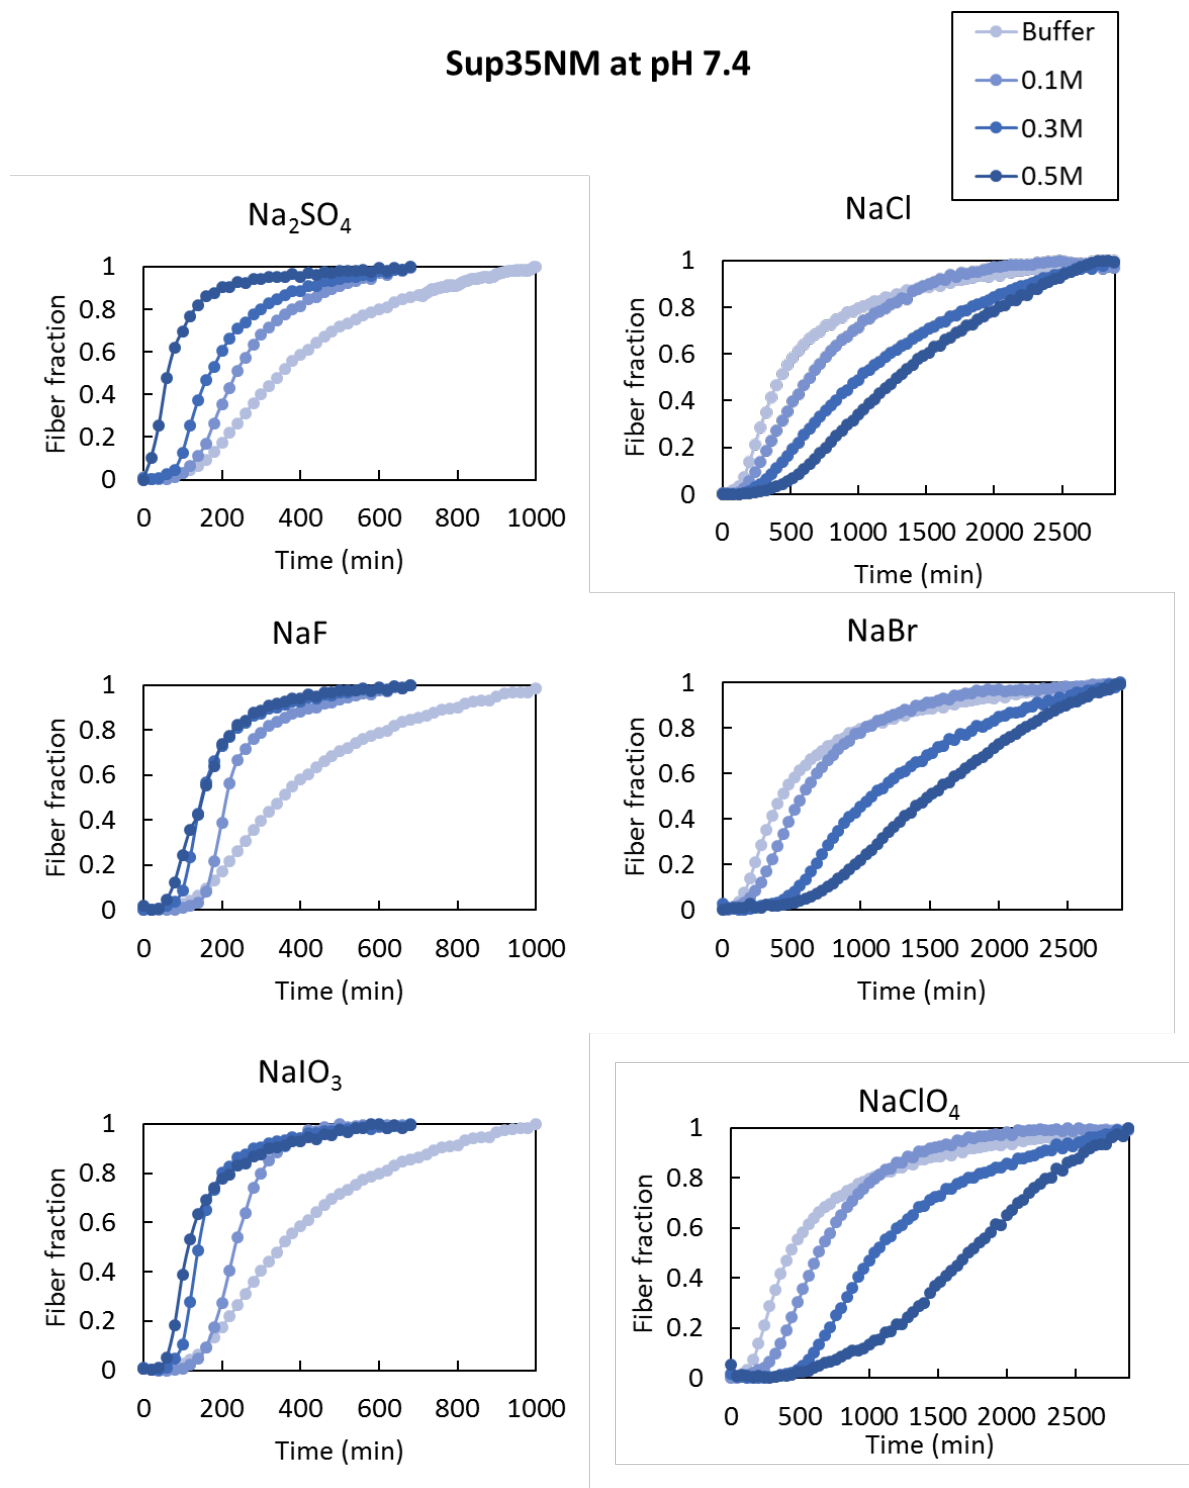 Sup35NM at pH 7.4
Buffer
0.1M
0.3M
0.5M
Na₂SO₄
1
0.8
0.6
0.4
0.2
0
Fiber fraction
0 200 400 600 800 1000
Time (min)
NaCl
1
0.8
0.6
0.4
0.2
0
Fiber fraction
0 500 1000 1500 2000 2500
Time (min)
NaF
1
0.8
0.6
0.4
0.2
0
Fiber fraction
0 200 400 600 800 1000
Time (min)
NaBr
1
0.8
0.6
0.4
0.2
0
Fiber fraction
0 500 1000 1500 2000 2500
Time (min)
NaIO₃
1
0.8
0.6
0.4
0.2
0
Fiber fraction
0 200 400 600 800 1000
Time (min)
NaClO₄
1
0.8
0.6
0.4
0.2
0
Fiber fraction
0 500 1000 1500 2000 2500
Time (min)